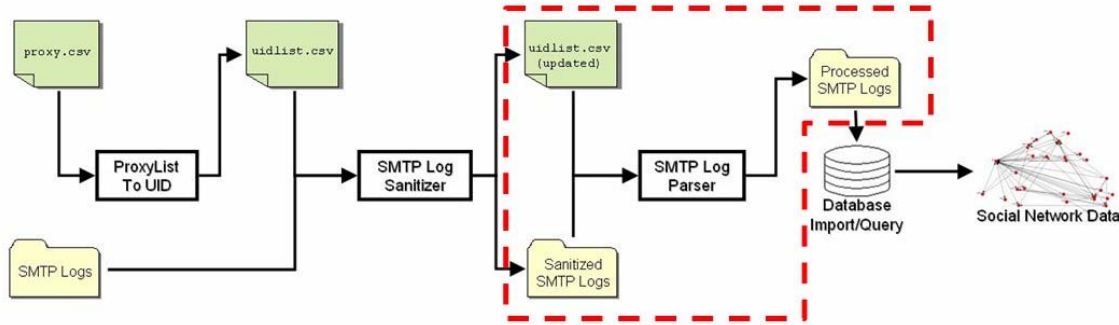 proxy.csv
uidlist.csv
uidlist.csv
(updated)
Processed
SMTP Logs
ProxyList
To UID
SMTP Log
Sanitizer
SMTP Log
Parser
Database
Import/Query
Social Network Data
SMTP Logs
Sanitized
SMTP Logs